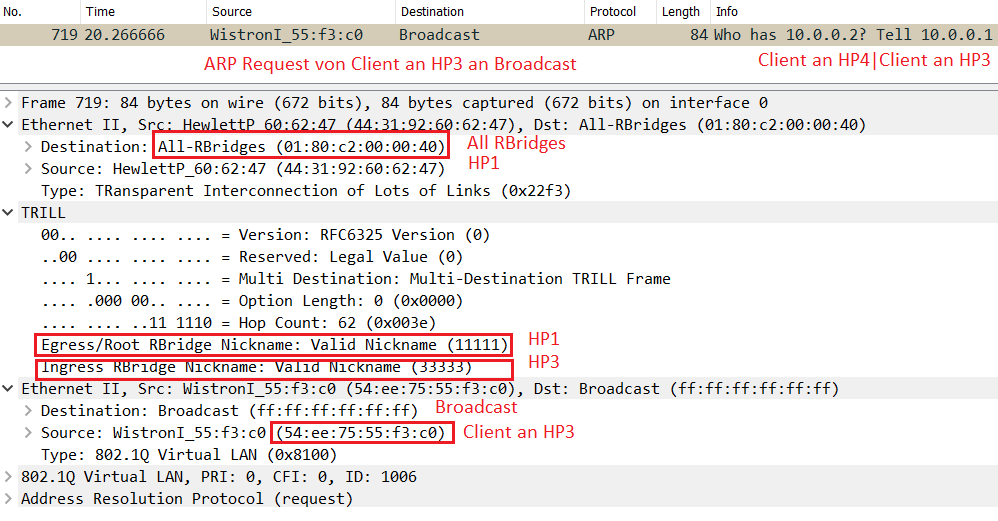 No. Time Source Destination Protocol Length Info
719 20.266666 WistronI_55:f3:c0 Broadcast ARP 84 Who has 10.0.0.2? Tell 10.0.0.1
ARP Request von Client an HP3 an Broadcast Client an HP4|Client an HP3
Frame 719: 84 bytes on wire (672 bits), 84 bytes captured (672 bits) on interface 0
Ethernet II, Src: HewlettP_60:62:47 (44:31:92:60:62:47), Dst: All-RBridges (01:80:c2:00:00:40)
Destination: All-RBridges (01:80:c2:00:00:40) All RBridges
HP1
Source: HewlettP_60:62:47 (44:31:92:60:62:47)
Type: TRansparent Interconnection of Lots of Links (0x22f3)
TRILL
00.. .... .... .... = Version: RFC6325 Version (0)
..00 .... .... .... = Reserved: Legal Value (0)
.... 1... .... .... = Multi Destination: Multi-Destination TRILL Frame
.... .000 00.. .... = Option Length: 0 (0x0000)
.... .... ..11 1110 = Hop Count: 62 (0x003e)
Egress/Root RBridge Nickname: Valid Nickname (11111) HP1
Ingress RBridge Nickname: Valid Nickname (33333) HP3
Ethernet II, Src: WistronI_55:f3:c0 (54:ee:75:55:f3:c0), Dst: Broadcast (ff:ff:ff:ff:ff:ff)
Destination: Broadcast (ff:ff:ff:ff:ff:ff) Broadcast
Source: WistronI_55:f3:c0 (54:ee:75:55:f3:c0) Client an HP3
Type: 802.1Q Virtual LAN (0x8100)
802.1Q Virtual LAN, PRI: 0, CFI: 0, ID: 1006
Address Resolution Protocol (request)